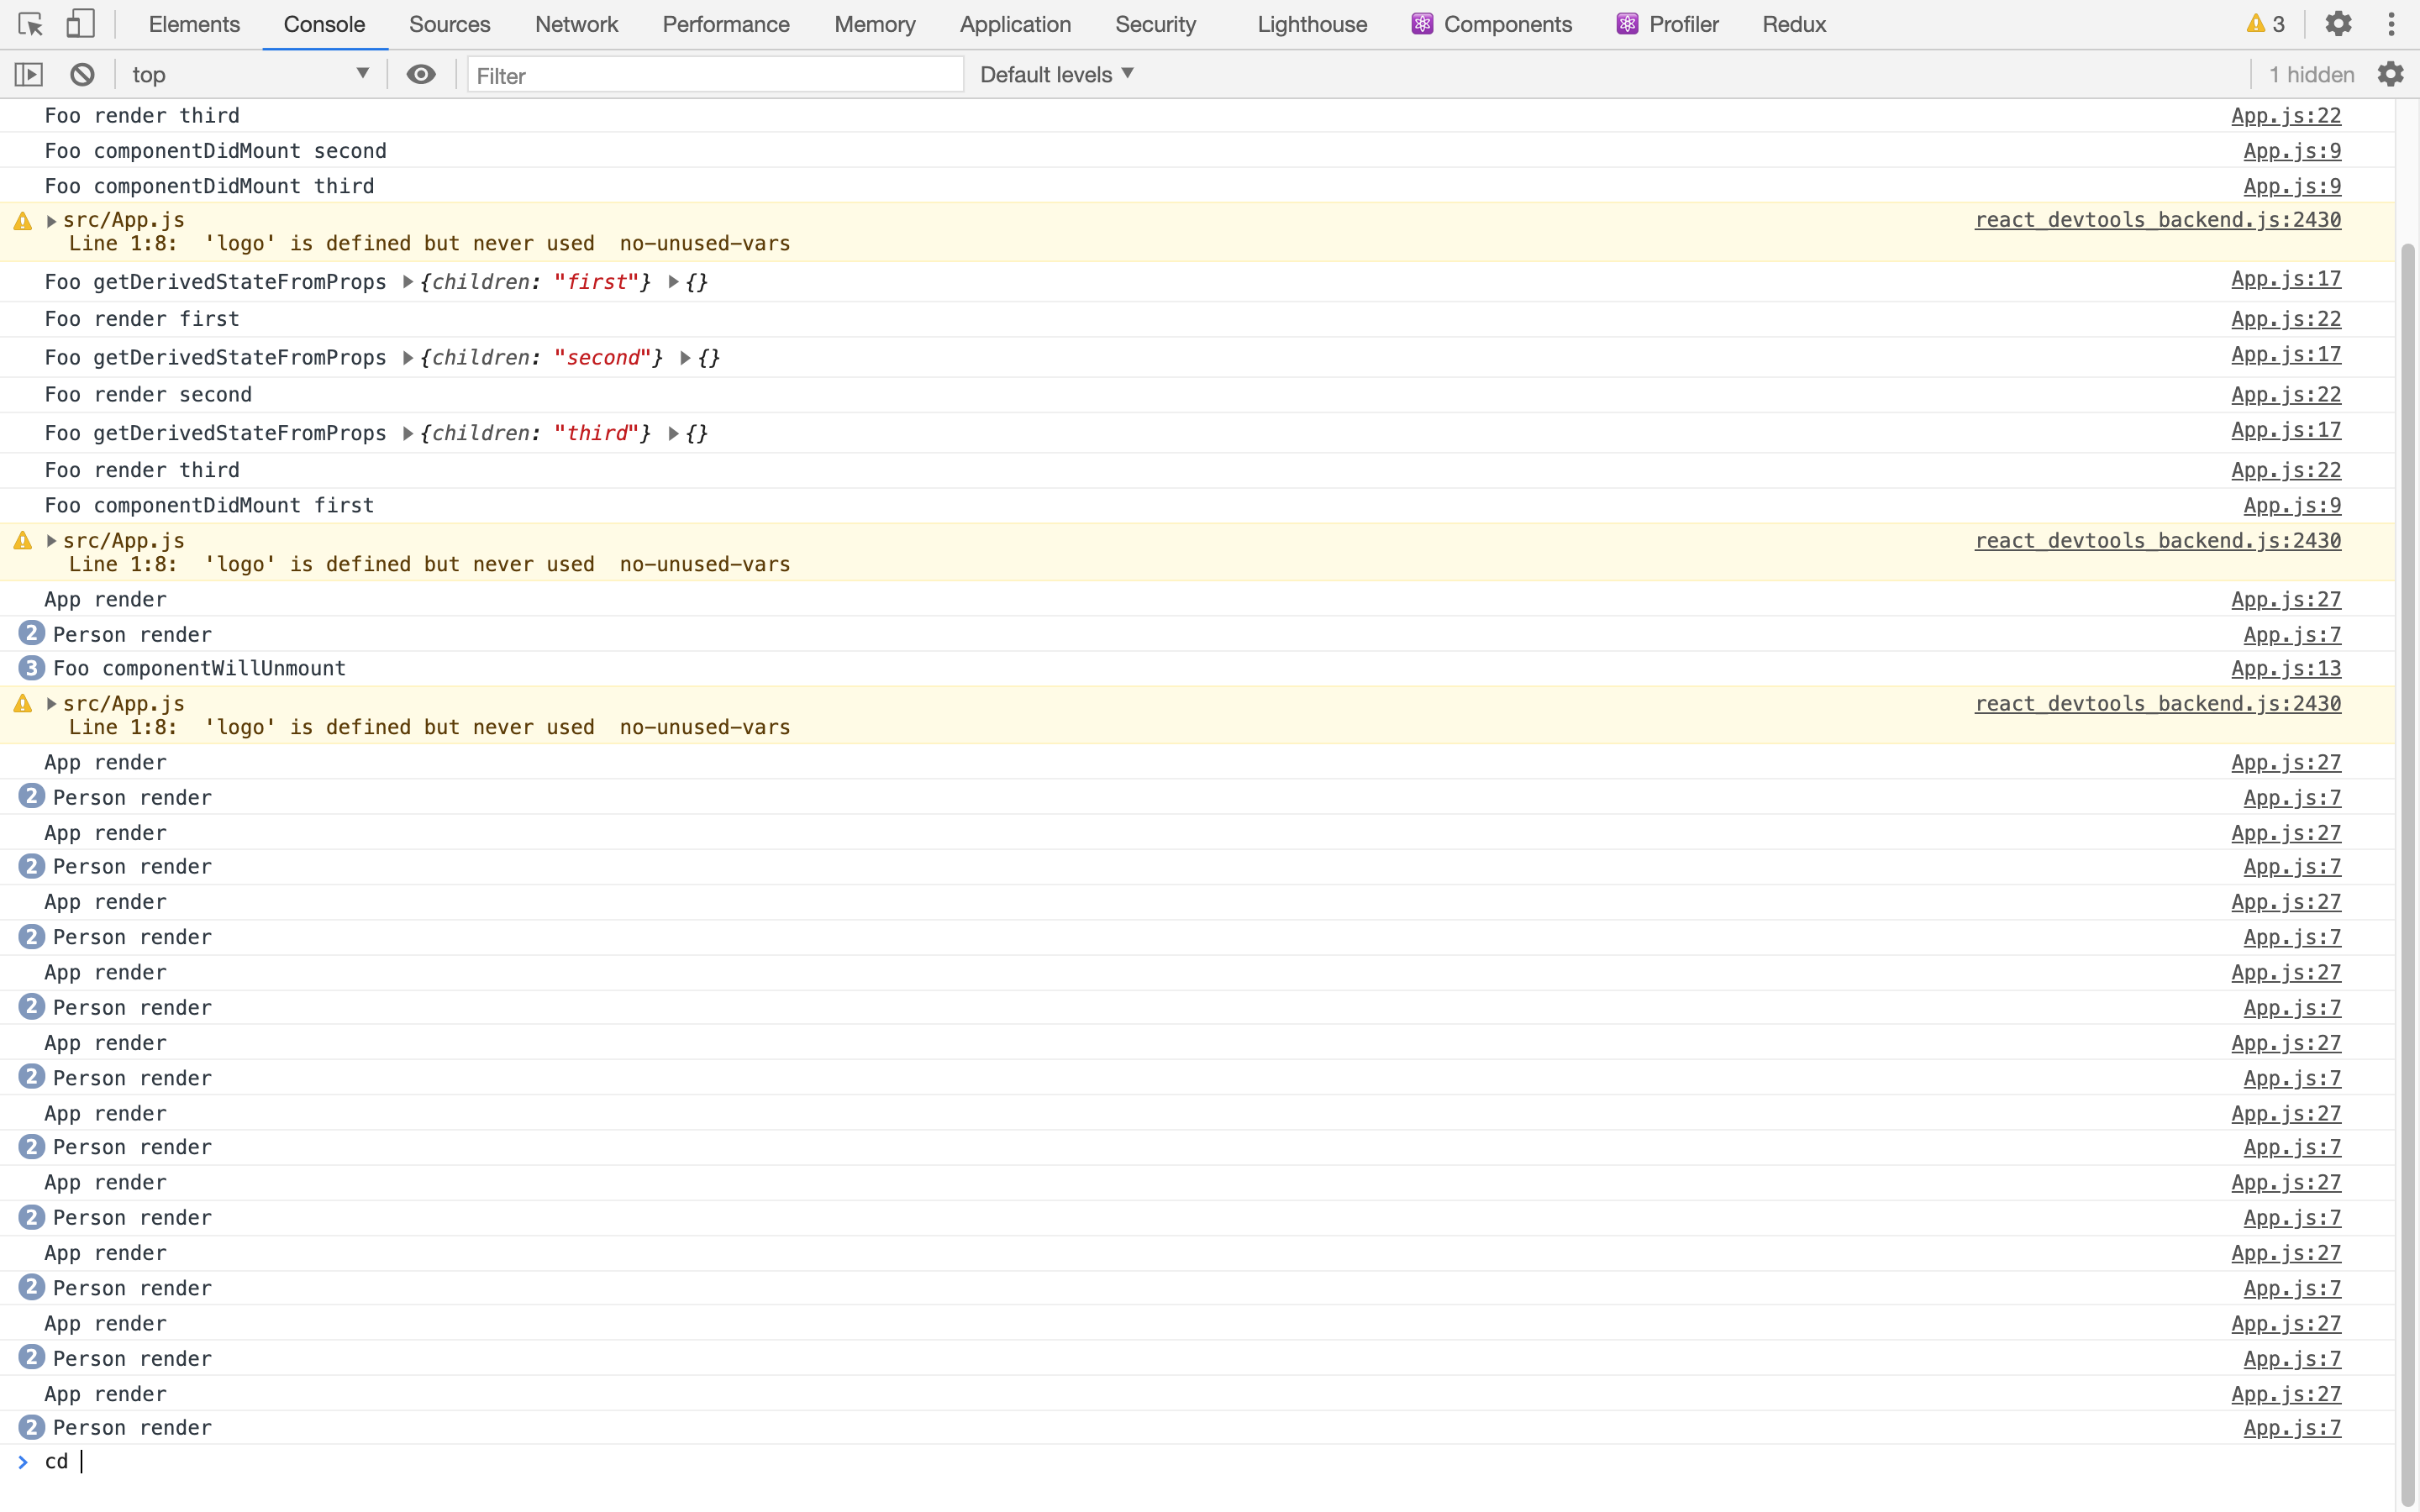 Elements Console Sources Network Performance Memory Application Security Lighthouse Components Profiler Redux 3
top Filter Default levels 1 hidden
Foo render third App.js:22
Foo componentDidMount second App.js:9
Foo componentDidMount third App.js:9
src/App.js react_devtools_backend.js:2430
Line 1:8: 'logo' is defined but never used no-unused-vars
Foo getDerivedStateFromProps {children: "first"} {} App.js:17
Foo render first App.js:22
Foo getDerivedStateFromProps {children: "second"} {} App.js:17
Foo render second App.js:22
Foo getDerivedStateFromProps {children: "third"} {} App.js:17
Foo render third App.js:22
Foo componentDidMount first App.js:9
src/App.js react_devtools_backend.js:2430
Line 1:8: 'logo' is defined but never used no-unused-vars
App render App.js:27
2 Person render App.js:7
3 Foo componentWillUnmount App.js:13
src/App.js react_devtools_backend.js:2430
Line 1:8: 'logo' is defined but never used no-unused-vars
App render App.js:27
2 Person render App.js:7
App render App.js:27
2 Person render App.js:7
App render App.js:27
2 Person render App.js:7
App render App.js:27
2 Person render App.js:7
App render App.js:27
2 Person render App.js:7
App render App.js:27
2 Person render App.js:7
App render App.js:27
2 Person render App.js:7
App render App.js:27
2 Person render App.js:7
App render App.js:27
2 Person render App.js:7
App render App.js:27
2 Person render App.js:7
> cd